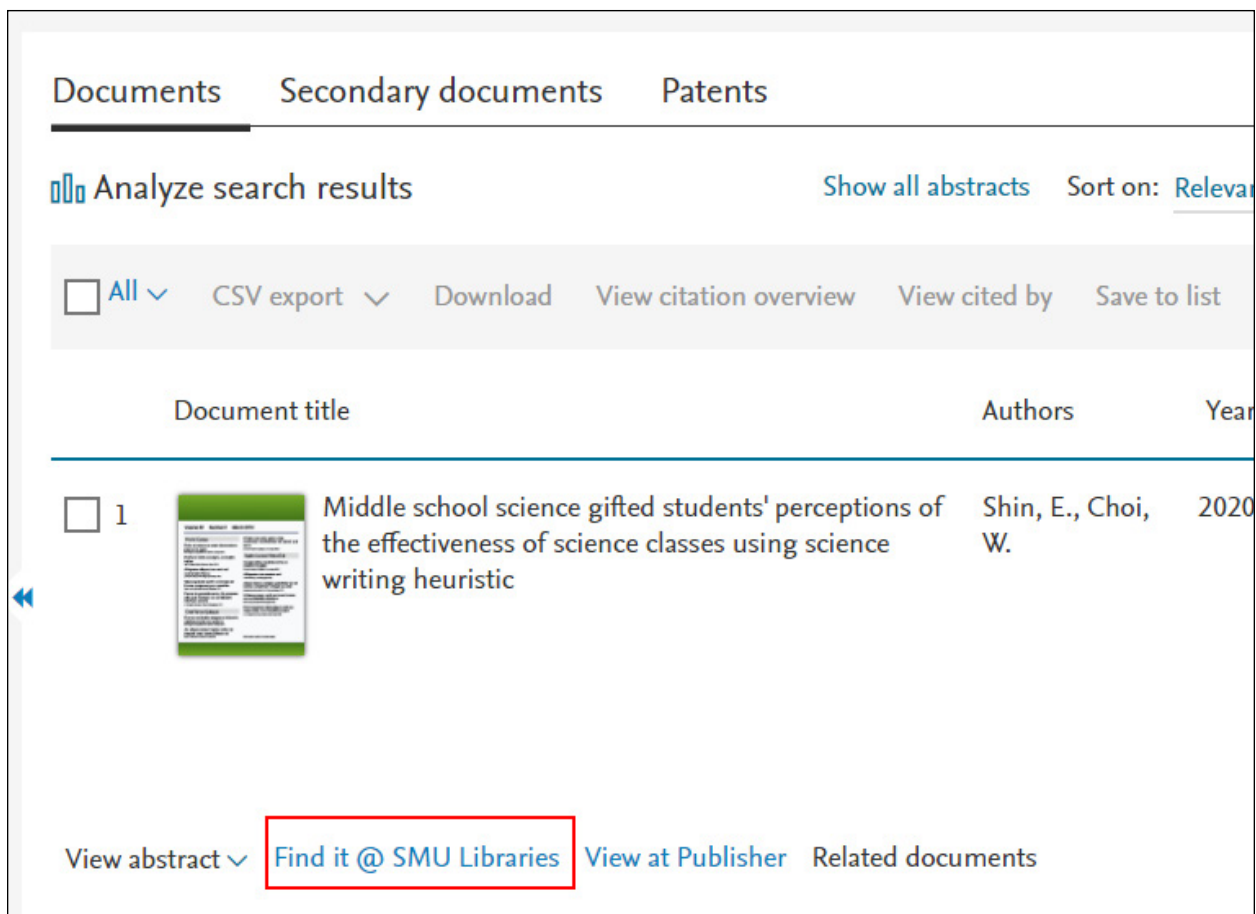 Documents Secondary documents Patents
Analyze search results Show all abstracts Sort on: Relevan
All CSV export Download View citation overview View cited by Save to list
Document title Authors Year
1 Middle school science gifted students' perceptions of Shin, E., Choi, 2020
the effectiveness of science classes using science W.
writing heuristic
View abstract Find it @ SMU Libraries View at Publisher Related documents